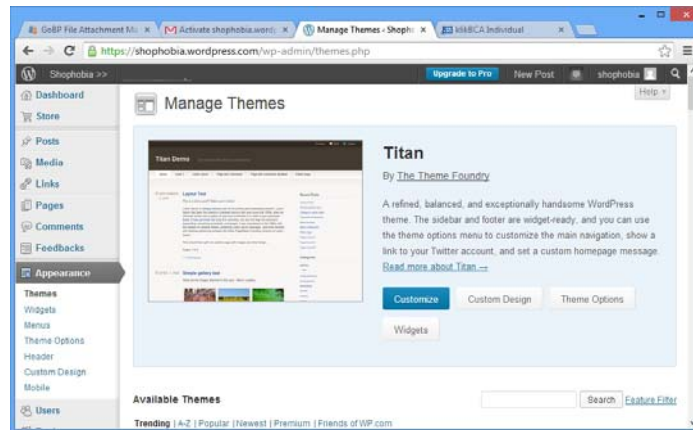 GoBP File Attachment Ma
Activate shophobia.wordp
Manage Themes ‹ Shopho
klikBCA Individual
https://shophobia.wordpress.com/wp-admin/themes.php
Shophobia >>
Upgrade to Pro
New Post
shophobia
Dashboard
Store
Posts
Media
Links
Pages
Comments
Feedbacks
Appearance
Themes
Widgets
Menus
Theme Options
Header
Custom Design
Mobile
Users
Manage Themes
Help
Titan Demo
Layout Test
Simple gallery test
Titan
By The Theme Foundry
A refined, balanced, and exceptionally handsome WordPress
theme. The sidebar and footer are widget-ready, and you can use
the theme options menu to customize the main navigation, show a
link to your Twitter account, and set a custom homepage message.
Read more about Titan →
Customize
Custom Design
Theme Options
Widgets
Available Themes
Search
Feature Filter
Trending | A-Z | Popular | Newest | Premium | Friends of WP.com